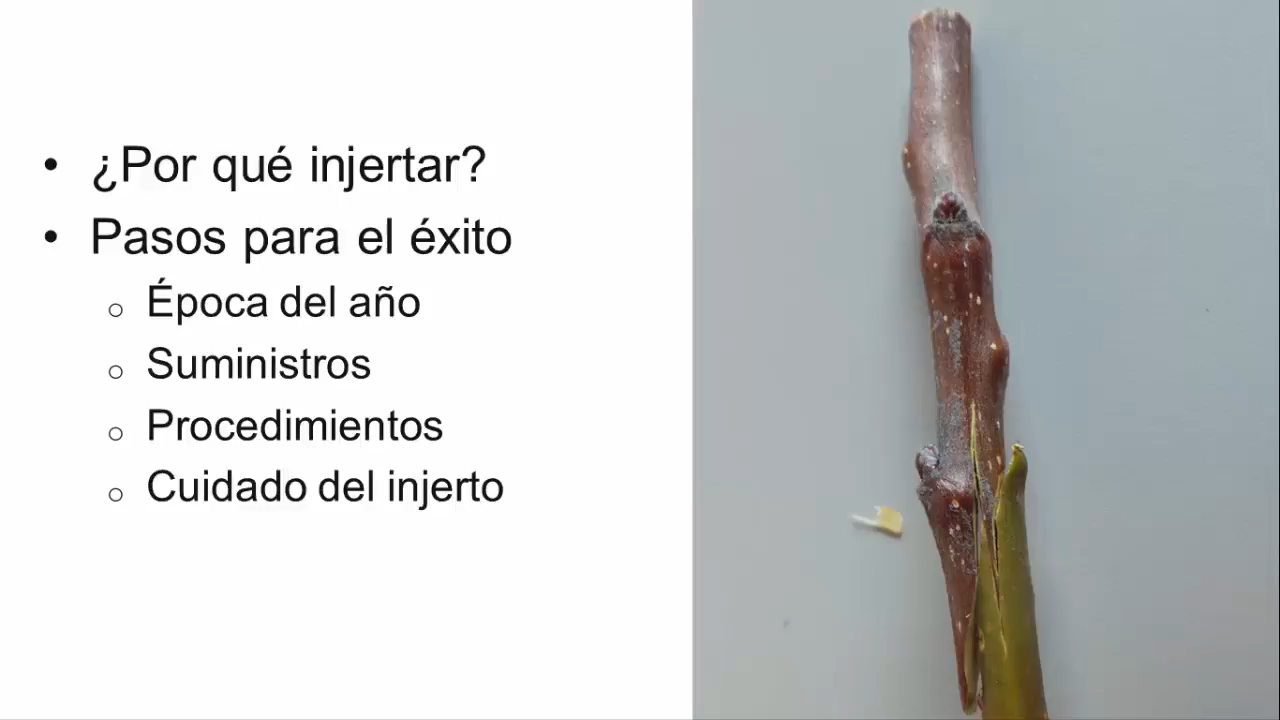 • ¿Por qué injertar?
• Pasos para el éxito
o Época del año
o Suministros
o Procedimientos
o Cuidado del injerto